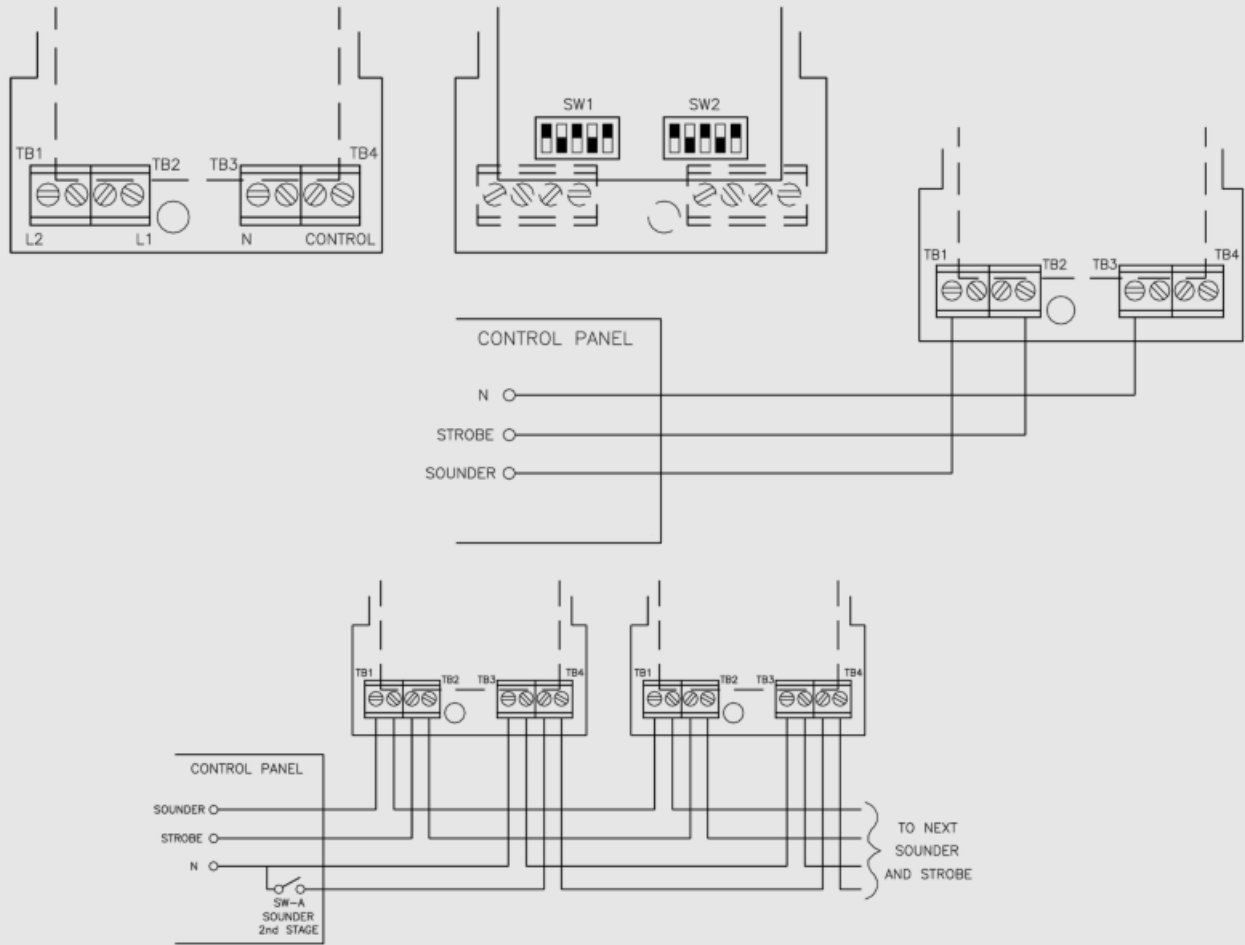 TB1 TB2 TB3 TB4
L2 L1 N CONTROL
SW1 SW2
TB1 TB2 TB3 TB4
CONTROL PANEL
N
STROBE
SOUNDER
TB1 TB2 TB3 TB4
TB1 TB2 TB3 TB4
CONTROL PANEL
SOUNDER
STROBE
N
SW-A
SOUNDER
2nd STAGE
TO NEXT
SOUNDER
AND STROBE